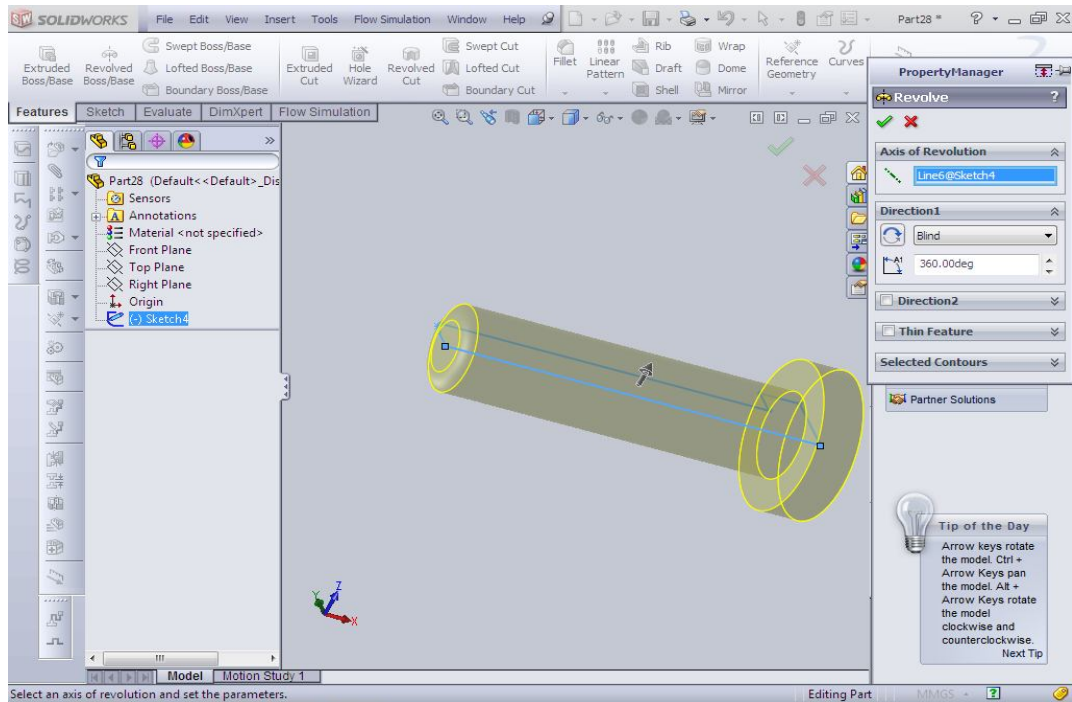 SOLIDWORKS File Edit View Insert Tools Flow Simulation Window Help Part28 * ?
Extruded Boss/Base
Revolved Boss/Base
Swept Boss/Base
Lofted Boss/Base
Boundary Boss/Base
Extruded Cut
Hole Wizard
Revolved Cut
Swept Cut
Lofted Cut
Boundary Cut
Fillet
Linear Pattern
Rib
Draft
Shell
Wrap
Dome
Mirror
Reference Geometry
Curves
Features Sketch Evaluate DimXpert Flow Simulation
Part28 (Default<<Default>_Dis
Sensors
Annotations
Material <not specified>
Front Plane
Top Plane
Right Plane
Origin
(-) Sketch4
PropertyManager
Revolve ?
Axis of Revolution
Line6@Sketch4
Direction1
Blind
A1
360.00deg
Direction2
Thin Feature
Selected Contours
Partner Solutions
Tip of the Day
Arrow keys rotate
the model. Ctrl +
Arrow Keys pan
the model. Alt +
Arrow Keys rotate
the model
clockwise and
counterclockwise.
Next Tip
Z
Y
X
Model Motion Study 1
Select an axis of revolution and set the parameters. Editing Part MMGS ?